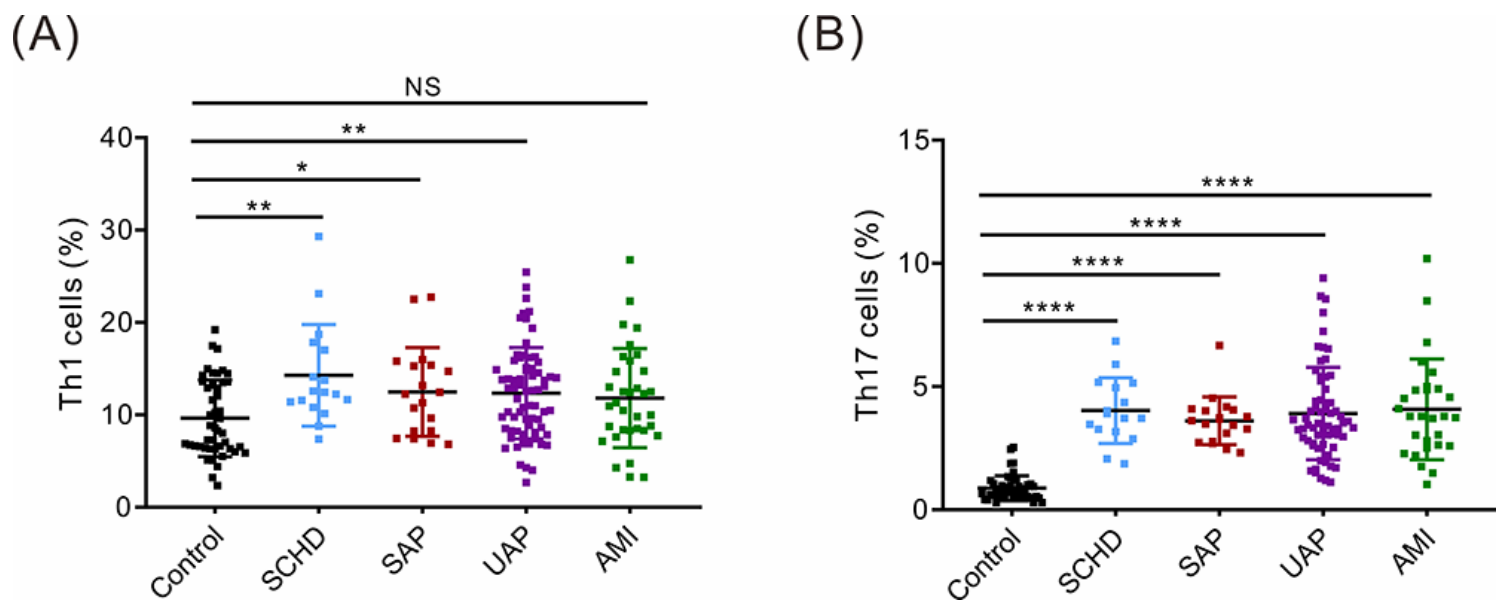 (A)
NS
**
*
**
Th1 cells (%)
40
30
20
10
0
Control
SCHD
SAP
UAP
AMI
(B)
****
****
****
****
Th17 cells (%)
15
10
5
0
Control
SCHD
SAP
UAP
AMI